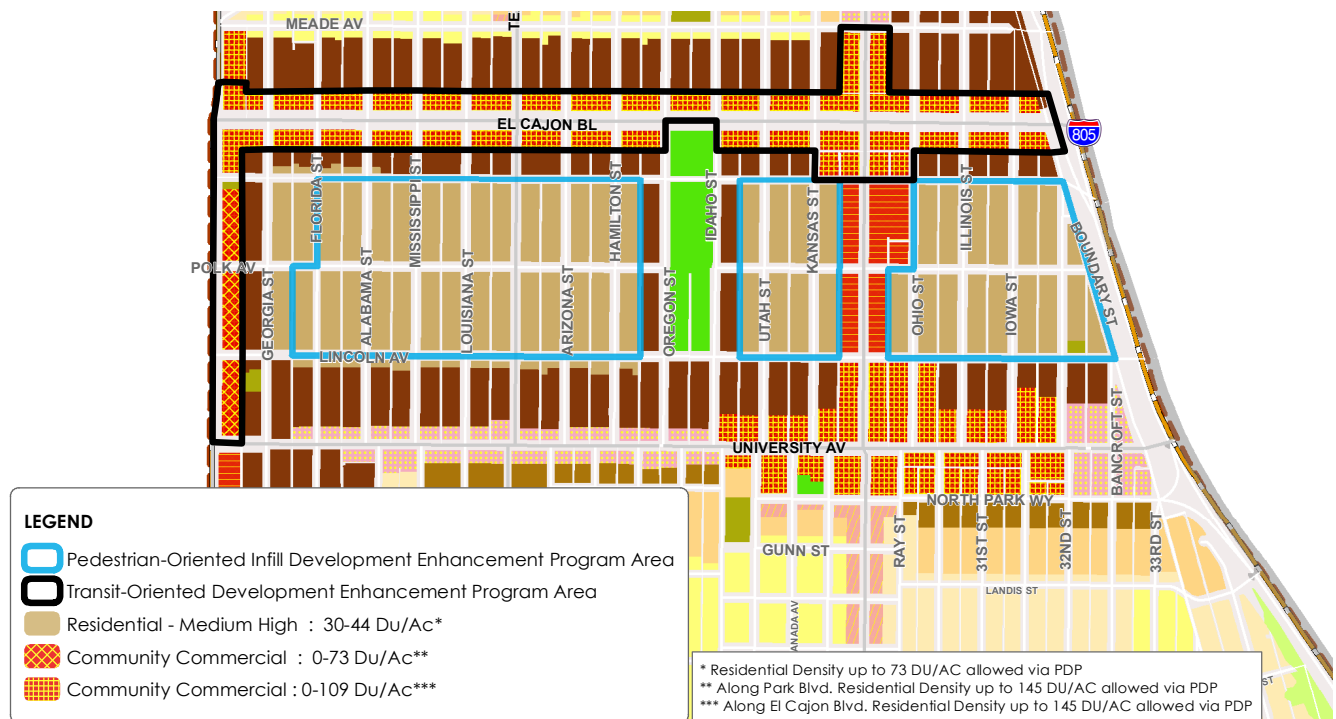 MEADE AV
TE
EL CAJON BL
805
FLORIDA ST
MISSISSIPPI ST
HAMILTON ST
IDAHO ST
KANSAS ST
ILLINOIS ST
BOUNDARY ST
POLK AV
GEORGIA ST
ALABAMA ST
LOUISIANA ST
ARIZONA ST
OREGON ST
UTAH ST
OHIO ST
IOWA ST
LINCOLN AV
UNIVERSITY AV
BANCROFT ST
NORTH PARK WY
GUNN ST
RAY ST
31ST ST
32ND ST
33RD ST
LANDIS ST
ANADA AV
ST
LEGEND
Pedestrian-Oriented Infill Development Enhancement Program Area
Transit-Oriented Development Enhancement Program Area
Residential - Medium High : 30-44 Du/Ac*
Community Commercial : 0-73 Du/Ac**
Community Commercial : 0-109 Du/Ac***
* Residential Density up to 73 DU/AC allowed via PDP
** Along Park Blvd. Residential Density up to 145 DU/AC allowed via PDP
*** Along El Cajon Blvd. Residential Density up to 145 DU/AC allowed via PDP